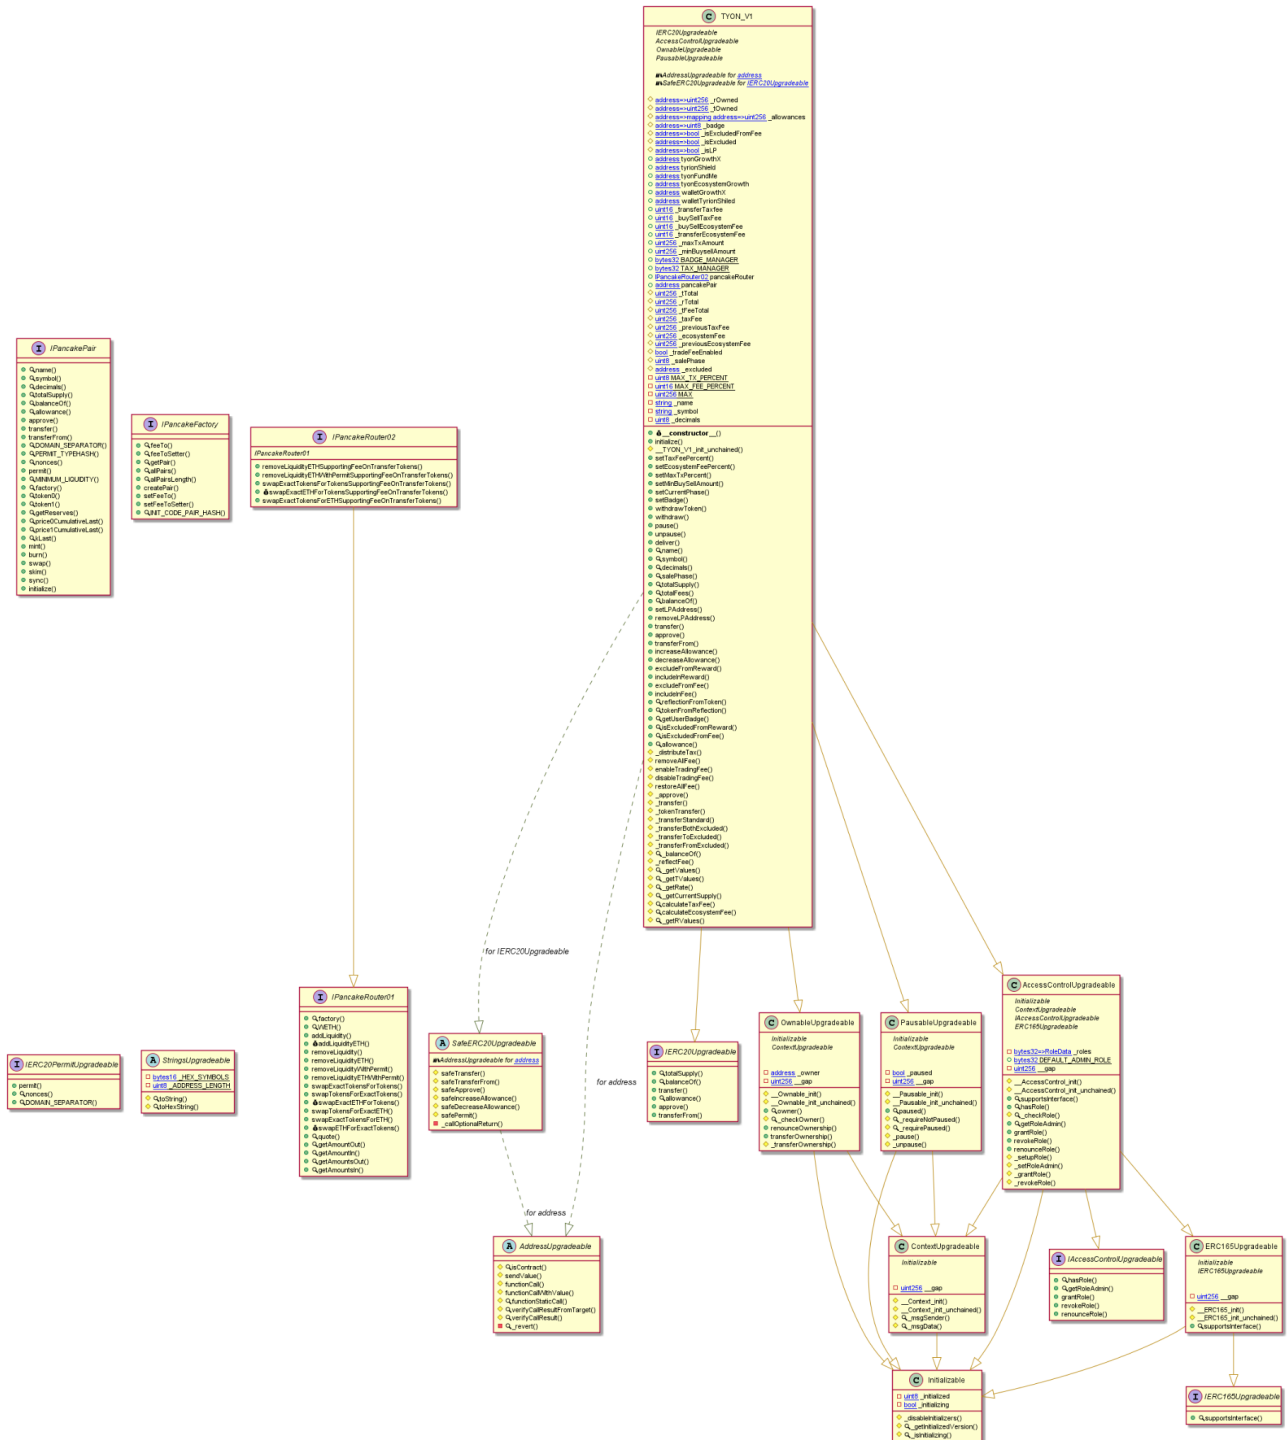 TYON_V1
IERC20Upgradeable
AccessControlUpgradeable
OwnableUpgradeable
PausableUpgradeable
AddressUpgradeable for address
SafeERC20Upgradeable for IERC20Upgradeable
address=>uint256 _rOwned
address=>uint256 _tOwned
address=>mapping address=>uint256 _allowances
address=>uint8 _badge
address=>bool _isExcludedFromFee
address=>bool _isExcluded
address=>bool _isLP
address tyonGrowthX
address tyrionShield
address tyonFundMe
address tyonEcosystemGrowth
address walletGrowthX
address walletTyrionShiled
uint16 _transferTaxfee
uint16 _buySellTaxFee
uint16 _buySellEcosystemFee
uint16 _transferEcosystemFee
uint256 _maxTxAmount
uint256 _minBuysellAmount
bytes32 BADGE_MANAGER
bytes32 TAX_MANAGER
IPancakeRouter02 pancakeRouter
address pancakePair
uint256 _tTotal
uint256 _rTotal
uint256 _tFeeTotal
uint256 _taxFee
uint256 _previousTaxFee
uint256 _ecosystemFee
uint256 _previousEcosystemFee
bool _tradeFeeEnabled
uint8 _salePhase
address _excluded
uint8 MAX_TX_PERCENT
uint16 MAX_FEE_PERCENT
uint256 MAX
string _name
string _symbol
uint8 _decimals
__constructor__()
initialize()
__TYON_V1_init_unchained()
setTaxFeePercent()
setEcosystemFeePercent()
setMaxTxPercent()
setMinBuySellAmount()
setCurrentPhase()
setBadge()
withdrawToken()
withdraw()
pause()
unpause()
deliver()
name()
symbol()
decimals()
salePhase()
totalSupply()
totalFees()
balanceOf()
setLPAddress()
removeLPAddress()
transfer()
approve()
transferFrom()
increaseAllowance()
decreaseAllowance()
excludeFromReward()
includeInReward()
excludeFromFee()
includeInFee()
reflectionFromToken()
tokenFromReflection()
getUserBadge()
isExcludedFromReward()
isExcludedFromFee()
allowance()
_distributeTax()
removeAllFee()
enableTradingFee()
disableTradingFee()
restoreAllFee()
_approve()
_transfer()
_tokenTransfer()
_transferStandard()
_transferBothExcluded()
_transferToExcluded()
_transferFromExcluded()
_balanceOf()
_reflectFee()
_getValues()
_getTValues()
_getRate()
_getCurrentSupply()
calculateTaxFee()
calculateEcosystemFee()
_getRValues()
IPancakePair
name()
symbol()
decimals()
totalSupply()
balanceOf()
allowance()
approve()
transfer()
transferFrom()
DOMAIN_SEPARATOR()
PERMIT_TYPEHASH()
nonces()
permit()
MINIMUM_LIQUIDITY()
factory()
token0()
token1()
getReserves()
price0CumulativeLast()
price1CumulativeLast()
kLast()
mint()
burn()
swap()
skim()
sync()
initialize()
IPancakeFactory
feeTo()
feeToSetter()
getPair()
allPairs()
allPairsLength()
createPair()
setFeeTo()
setFeeToSetter()
INIT_CODE_PAIR_HASH()
IPancakeRouter02
IPancakeRouter01
removeLiquidityETHSupportingFeeOnTransferTokens()
removeLiquidityETHWithPermitSupportingFeeOnTransferTokens()
swapExactTokensForTokensSupportingFeeOnTransferTokens()
swapExactETHForTokensSupportingFeeOnTransferTokens()
swapExactTokensForETHSupportingFeeOnTransferTokens()
for IERC20Upgradeable
for address
IERC20PermitUpgradeable
permit()
nonces()
DOMAIN_SEPARATOR()
StringsUpgradeable
bytes16 _HEX_SYMBOLS
uint8 _ADDRESS_LENGTH
toString()
toHexString()
IPancakeRouter01
factory()
WETH()
addLiquidity()
addLiquidityETH()
removeLiquidity()
removeLiquidityETH()
removeLiquidityWithPermit()
removeLiquidityETHWithPermit()
swapExactTokensForTokens()
swapTokensForExactTokens()
swapExactETHForTokens()
swapTokensForExactETH()
swapExactTokensForETH()
swapETHForExactTokens()
quote()
getAmountOut()
getAmountIn()
getAmountsOut()
getAmountsIn()
SafeERC20Upgradeable
AddressUpgradeable for address
safeTransfer()
safeTransferFrom()
safeApprove()
safeIncreaseAllowance()
safeDecreaseAllowance()
safePermit()
_callOptionalReturn()
for address
AddressUpgradeable
isContract()
sendValue()
functionCall()
functionCallWithValue()
functionStaticCall()
verifyCallResultFromTarget()
verifyCallResult()
_revert()
IERC20Upgradeable
totalSupply()
balanceOf()
transfer()
allowance()
approve()
transferFrom()
OwnableUpgradeable
Initializable
ContextUpgradeable
address _owner
uint256 __gap
__Ownable_init()
__Ownable_init_unchained()
owner()
_checkOwner()
renounceOwnership()
transferOwnership()
_transferOwnership()
PausableUpgradeable
Initializable
ContextUpgradeable
bool _paused
uint256 __gap
__Pausable_init()
__Pausable_init_unchained()
paused()
_requireNotPaused()
_requirePaused()
_pause()
_unpause()
AccessControlUpgradeable
Initializable
ContextUpgradeable
IAccessControlUpgradeable
ERC165Upgradeable
bytes32=>RoleData _roles
bytes32 DEFAULT_ADMIN_ROLE
uint256 __gap
__AccessControl_init()
__AccessControl_init_unchained()
supportsInterface()
hasRole()
_checkRole()
getRoleAdmin()
grantRole()
revokeRole()
renounceRole()
_setupRole()
_setRoleAdmin()
_grantRole()
_revokeRole()
ContextUpgradeable
Initializable
uint256 __gap
__Context_init()
__Context_init_unchained()
_msgSender()
_msgData()
IAccessControlUpgradeable
hasRole()
getRoleAdmin()
grantRole()
revokeRole()
renounceRole()
ERC165Upgradeable
Initializable
IERC165Upgradeable
uint256 __gap
__ERC165_init()
__ERC165_init_unchained()
supportsInterface()
Initializable
uint8 _initialized
bool _initializing
_disableInitializers()
_getInitializedVersion()
_isInitializing()
IERC165Upgradeable
supportsInterface()